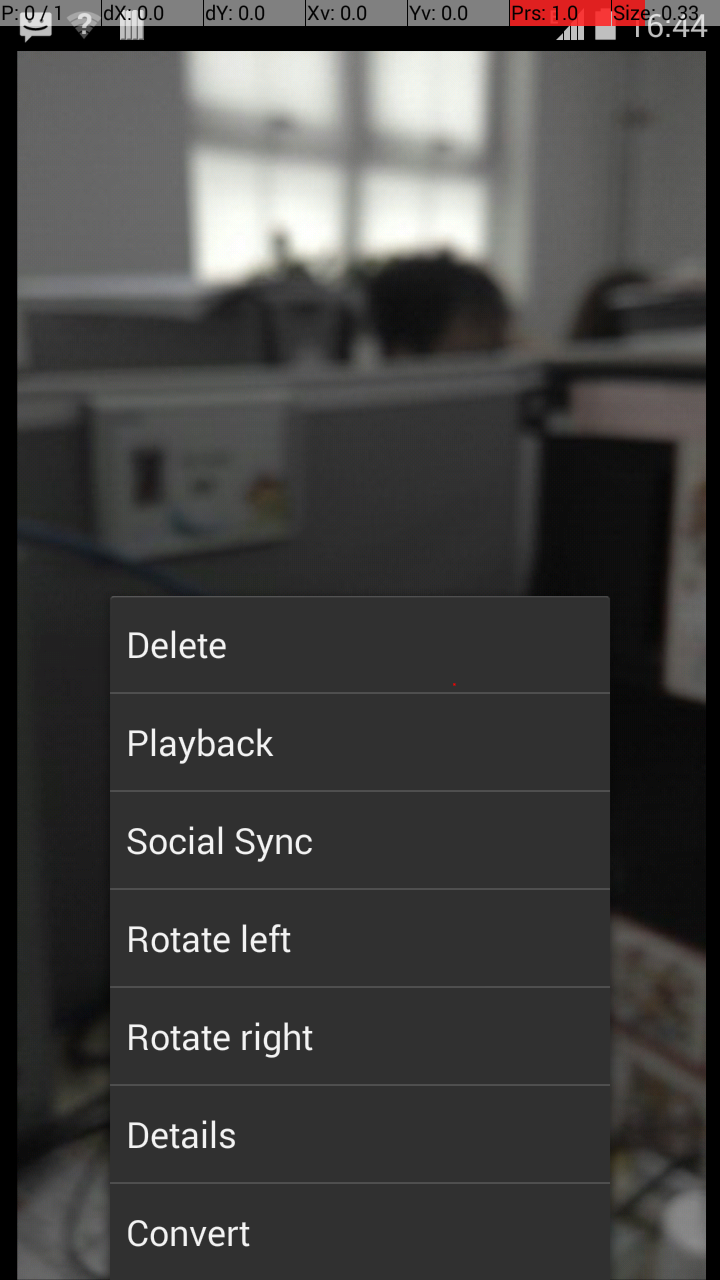 P: 0 / 1 dX: 0.0 dY: 0.0 Xv: 0.0 Yv: 0.0 Prs: 1.0 Size: 0.33
16:44
Delete
Playback
Social Sync
Rotate left
Rotate right
Details
Convert